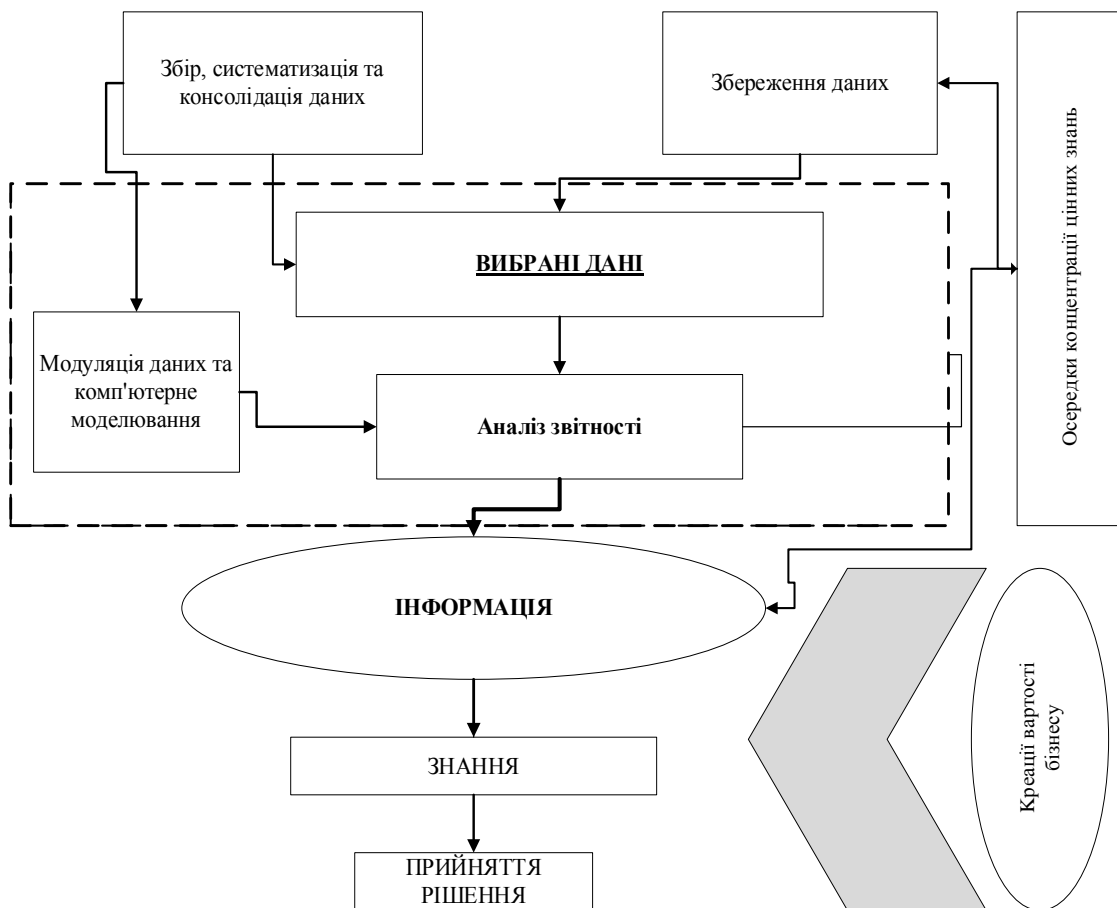 Збір, систематизація та
консолідація даних
Збереження даних
Осередки концентрації цінних знань
ВИБРАНІ ДАНІ
Модуляція даних та
комп'ютерне
моделювання
Аналіз звітності
ІНФОРМАЦІЯ
Креації вартості
бізнесу
ЗНАННЯ
ПРИЙНЯТТЯ
РІШЕННЯ